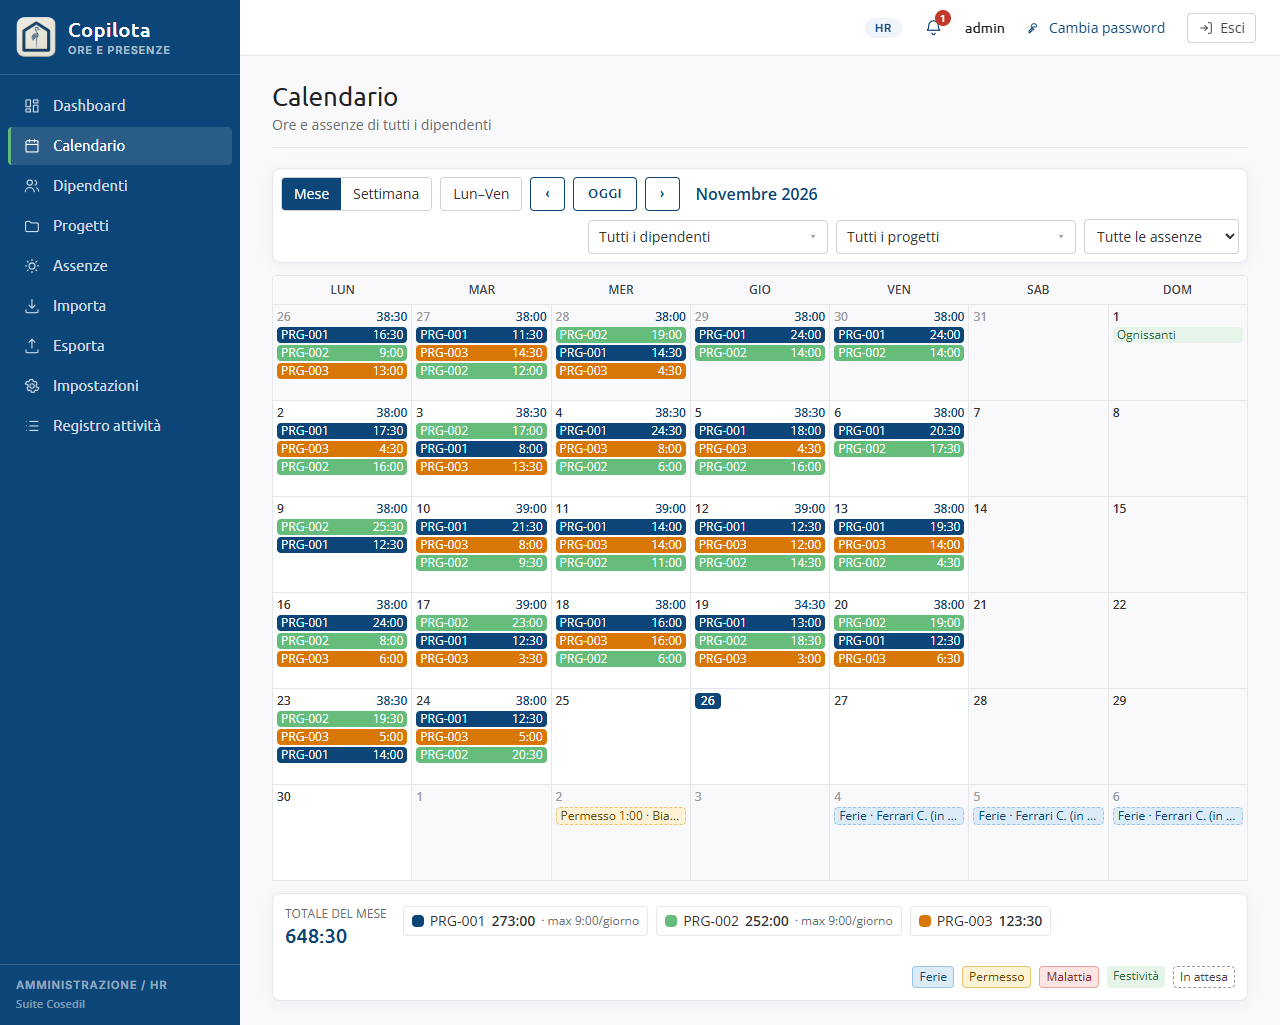 Copilota
ORE E PRESENZE
HR
1
admin
Cambia password
Esci
Dashboard
Calendario
Dipendenti
Progetti
Assenze
Importa
Esporta
Impostazioni
Registro attività
AMMINISTRAZIONE / HR
Suite Cosedil
Calendario
Ore e assenze di tutti i dipendenti
Mese Settimana Lun–Ven ‹ OGGI › Novembre 2026
Tutti i dipendenti Tutti i progetti Tutte le assenze
LUN MAR MER GIO VEN SAB DOM
26 38:30 27 38:00 28 38:00 29 38:00 30 38:00 31 1
PRG-001 16:30 PRG-001 11:30 PRG-002 19:00 PRG-001 24:00 PRG-001 24:00 Ognissanti
PRG-002 9:00 PRG-003 14:30 PRG-001 14:30 PRG-002 14:00 PRG-002 14:00
PRG-003 13:00 PRG-002 12:00 PRG-003 4:30
2 38:00 3 38:30 4 38:30 5 38:30 6 38:00 7 8
PRG-001 17:30 PRG-002 17:00 PRG-001 24:30 PRG-001 18:00 PRG-001 20:30
PRG-003 4:30 PRG-001 8:00 PRG-003 8:00 PRG-003 4:30 PRG-002 17:30
PRG-002 16:00 PRG-003 13:30 PRG-002 6:00 PRG-002 16:00
9 38:00 10 39:00 11 39:00 12 39:00 13 38:00 14 15
PRG-002 25:30 PRG-001 21:30 PRG-001 14:00 PRG-001 12:30 PRG-001 19:30
PRG-001 12:30 PRG-003 8:00 PRG-003 14:00 PRG-003 12:00 PRG-003 14:00
PRG-002 9:30 PRG-002 11:00 PRG-002 14:30 PRG-002 4:30
16 38:00 17 39:00 18 38:00 19 34:30 20 38:00 21 22
PRG-001 24:00 PRG-002 23:00 PRG-001 16:00 PRG-001 13:00 PRG-002 19:00
PRG-002 8:00 PRG-001 12:30 PRG-003 16:00 PRG-002 18:30 PRG-001 12:30
PRG-003 6:00 PRG-003 3:30 PRG-002 6:00 PRG-003 3:00 PRG-003 6:30
23 38:30 24 38:00 25 26 27 28 29
PRG-002 19:30 PRG-001 12:30
PRG-003 5:00 PRG-003 5:00
PRG-001 14:00 PRG-002 20:30
30 1 2 3 4 5 6
Permesso 1:00 · Bia... Ferie · Ferrari C. (in ... Ferie · Ferrari C. (in ... Ferie · Ferrari C. (in ...
TOTALE DEL MESE
648:30
PRG-001 273:00 · max 9:00/giorno
PRG-002 252:00 · max 9:00/giorno
PRG-003 123:30
Ferie Permesso Malattia Festività In attesa